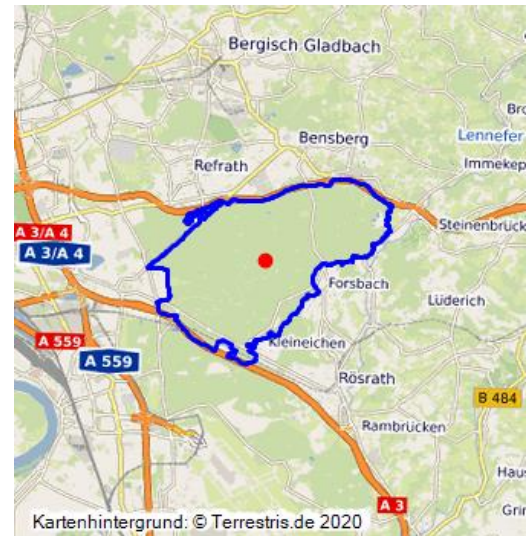 Bergisch Gladbach
Bro
Bensberg
Lennefer
Refrath
Immekep
A 3/A 4
A 3/A 4
Steinenbrück
Forsbach
Lüderich
A 559
A 559
Kleineichen
Rösrath
B 484
Rambrücken
Haus
A 3
Grin
Kartenhintergrund: © Terrestris.de 2020